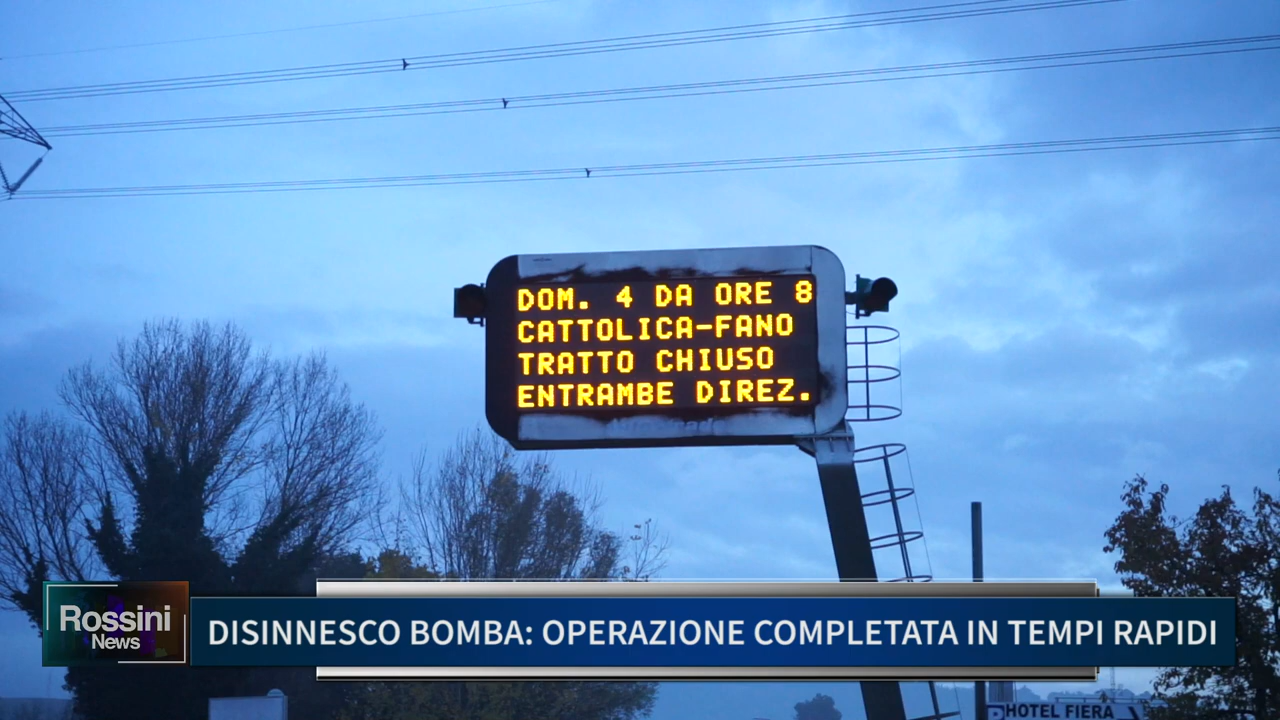 DOM. 4 DA ORE 8
CATTOLICA-FANO
TRATTO CHIUSO
ENTRAMBE DIREZ.
Rossini
News
DISINNESCO BOMBA: OPERAZIONE COMPLETATA IN TEMPI RAPIDI
HOTEL FIERA